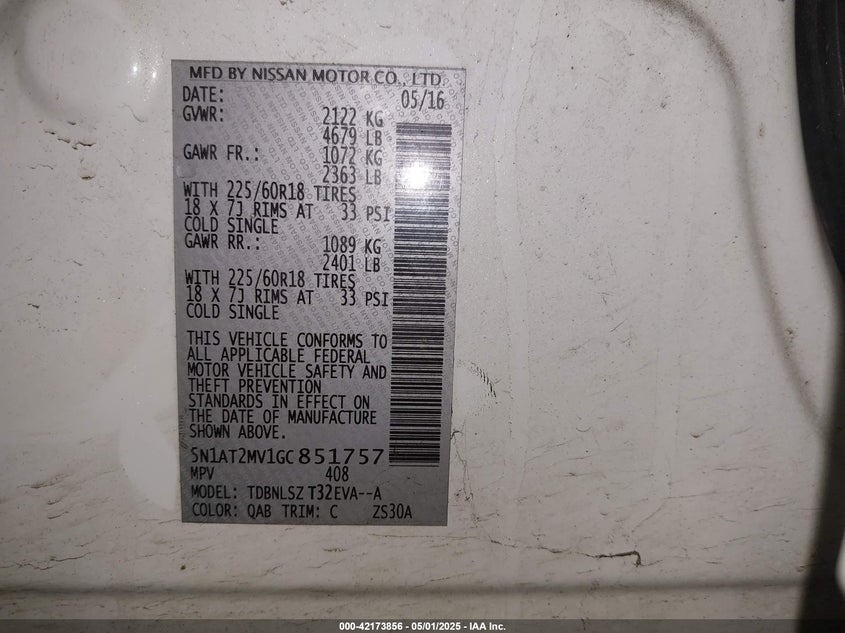 MFD BY NISSAN MOTOR CO., LTD.
DATE: 05/16
GVWR: 2122 KG
4679 LB
GAWR FR.: 1072 KG
2363 LB
WITH 225/60R18 TIRES
18 X 7J RIMS AT 33 PSI
COLD SINGLE
GAWR RR.: 1089 KG
2401 LB
WITH 225/60R18 TIRES
18 X 7J RIMS AT 33 PSI
COLD SINGLE
THIS VEHICLE CONFORMS TO
ALL APPLICABLE FEDERAL
MOTOR VEHICLE SAFETY AND
THEFT PREVENTION
STANDARDS IN EFFECT ON
THE DATE OF MANUFACTURE
SHOWN ABOVE.
5N1AT2MV1GC851757
MPV 408
MODEL: TDBNLSZ T32EVA--A
COLOR: QAB TRIM: C ZS30A
000-42173856 - 05/01/2025 - IAA Inc.